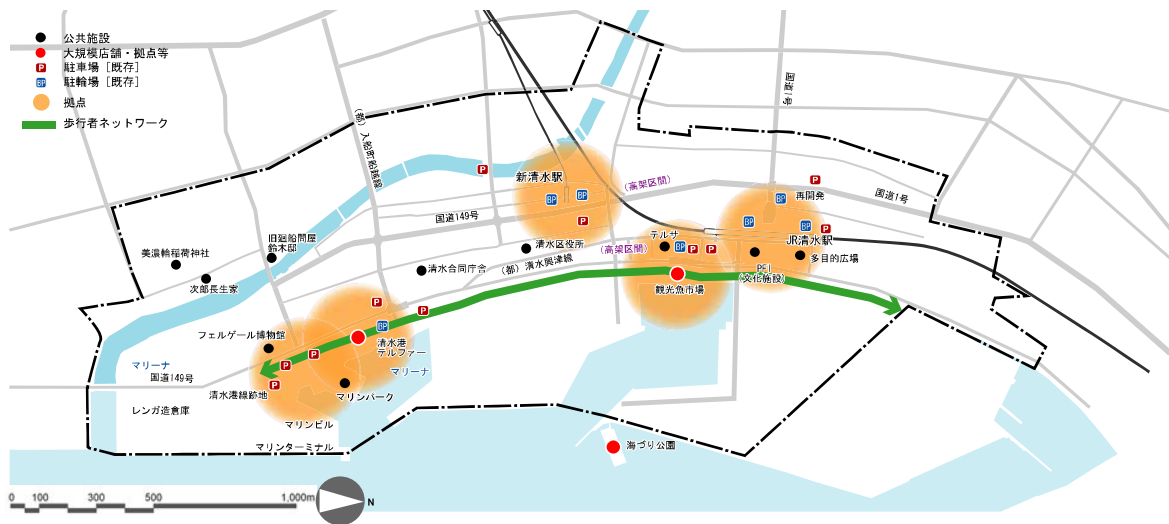 公共施設
大規模店舗・拠点等
P 駐車場［既存］
BP 駐輪場［既存］
拠点
歩行者ネットワーク
(都)入船町船越線
国道1号
P
新清水駅
BP
BP
P
(高架区間)
P
再開発
国道1号
BP
BP
BP
P
JR清水駅
多目的広場
PFI
(文化施設)
国道149号
旧廻船問屋
鈴木邸
美濃輪稲荷神社
次郎長生家
清水区役所
清水合同庁舎
(都)清水興津線
(高架区間)
テルサ
BP
P
P
観光魚市場
P
P
BP
清水港
テルファー
マリーナ
フェルケール博物館
P
P
P
マリーナ
国道149号
清水港線跡地
マリンパーク
レンガ造倉庫
マリンビル
マリンターミナル
海づり公園
0 100 300 500 1,000m
N